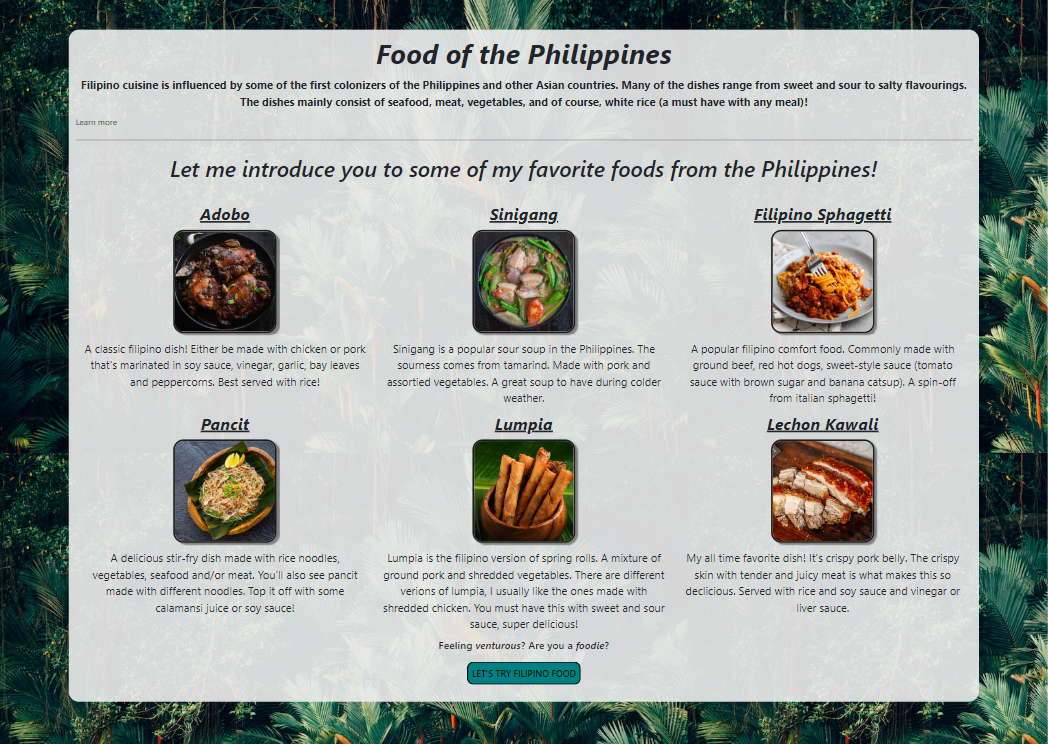 Food of the Philippines
Filipino cuisine is influenced by some of the first colonizers of the Philippines and other Asian countries. Many of the dishes range from sweet and sour to salty flavourings.
The dishes mainly consist of seafood, meat, vegetables, and of course, white rice (a must have with any meal)!
Learn more
Let me introduce you to some of my favorite foods from the Philippines!
Adobo
A classic filipino dish! Either be made with chicken or pork
that's marinated in soy sauce, vinegar, garlic, bay leaves
and peppercorns. Best served with rice!
Sinigang
Sinigang is a popular sour soup in the Philippines. The
sourness comes from tamarind. Made with pork and
assortied vegetables. A great soup to have during colder
weather.
Filipino Sphagetti
A popular filipino comfort food. Commonly made with
ground beef, red hot dogs, sweet-style sauce (tomato
sauce with brown sugar and banana catsup). A spin-off
from italian sphagetti!
Pancit
A delicious stir-fry dish made with rice noodles,
vegetables, seafood and/or meat. You'll also see pancit
made with different noodles. Top it off with some
calamansi juice or soy sauce!
Lumpia
Lumpia is the filipino version of spring rolls. A mixture of
ground pork and shredded vegetables. There are different
verions of lumpia, I usually like the ones made with
shredded chicken. You must have this with sweet and sour
sauce, super delicious!
Lechon Kawali
My all time favorite dish! It's crispy pork belly. The crispy
skin with tender and juicy meat is what makes this so
declicious. Served with rice and soy sauce and vinegar or
liver sauce.
Feeling venturous? Are you a foodie?
LET'S TRY FILIPINO FOOD